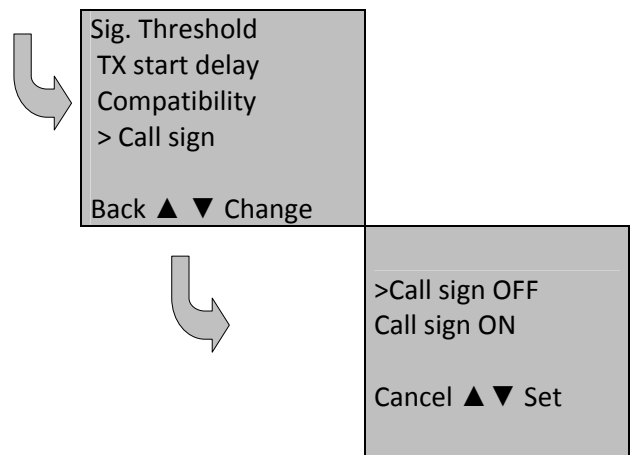 Sig. Threshold
TX start delay
Compatibility
> Call sign
Back ▲ ▼ Change
>Call sign OFF
Call sign ON
Cancel ▲ ▼ Set